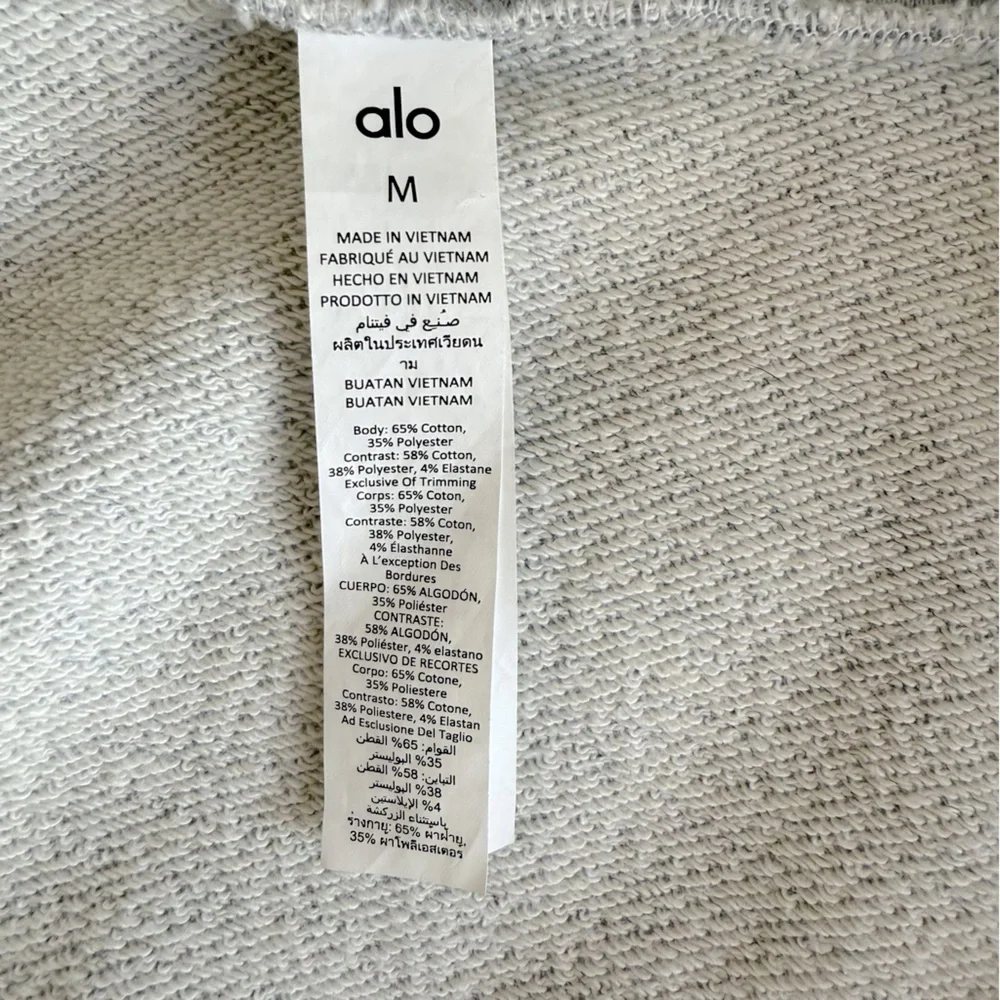 alo
M
MADE IN VIETNAM
FABRIQUÉ AU VIETNAM
HECHO EN VIETNAM
PRODOTTO IN VIETNAM
صُنع في فيتنام
ผลิตในประเทศเวียดน
าม
BUATAN VIETNAM
BUATAN VIETNAM
Body: 65% Cotton,
35% Polyester
Contrast: 58% Cotton,
38% Polyester, 4% Elastane
Exclusive Of Trimming
Corps: 65% Coton,
35% Polyester
Contraste: 58% Coton,
38% Polyester,
4% Élasthanne
À L’exception Des
Bordures
CUERPO: 65% ALGODÓN,
35% Poliéster
CONTRASTE:
58% ALGODÓN,
38% Poliéster, 4% elastano
EXCLUSIVO DE RECORTES
Corpo: 65% Cotone,
35% Poliestere
Contrasto: 58% Cotone,
38% Poliestere, 4% Elastan
Ad Esclusione Del Taglio
القوام: 65% القطن
35% البوليستر
التباين: 58% القطن
38% البوليستر
4% الإيلاستين
باستثناء الزركشة
ร่างกาย: 65% ผ้าฝ้าย,
35% ผ้าโพลีเอสเตอร์